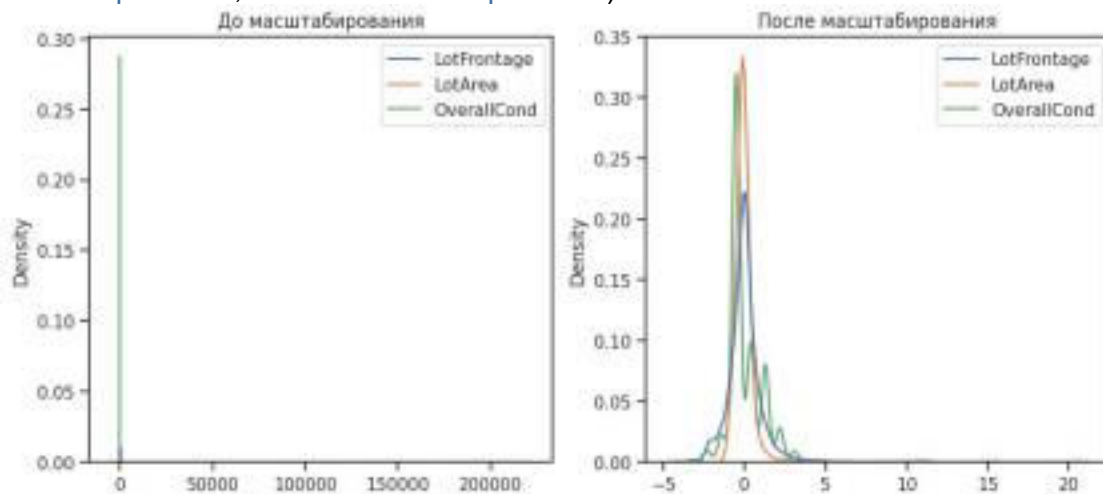 До масштабирования
0.30
0.25
0.20
0.15
0.10
0.05
0.00
Density
LotFrontage
LotArea
OverallCond
0 50000 100000 150000 200000
После масштабирования
0.35
0.30
0.25
0.20
0.15
0.10
0.05
0.00
Density
LotFrontage
LotArea
OverallCond
−5 0 5 10 15 20